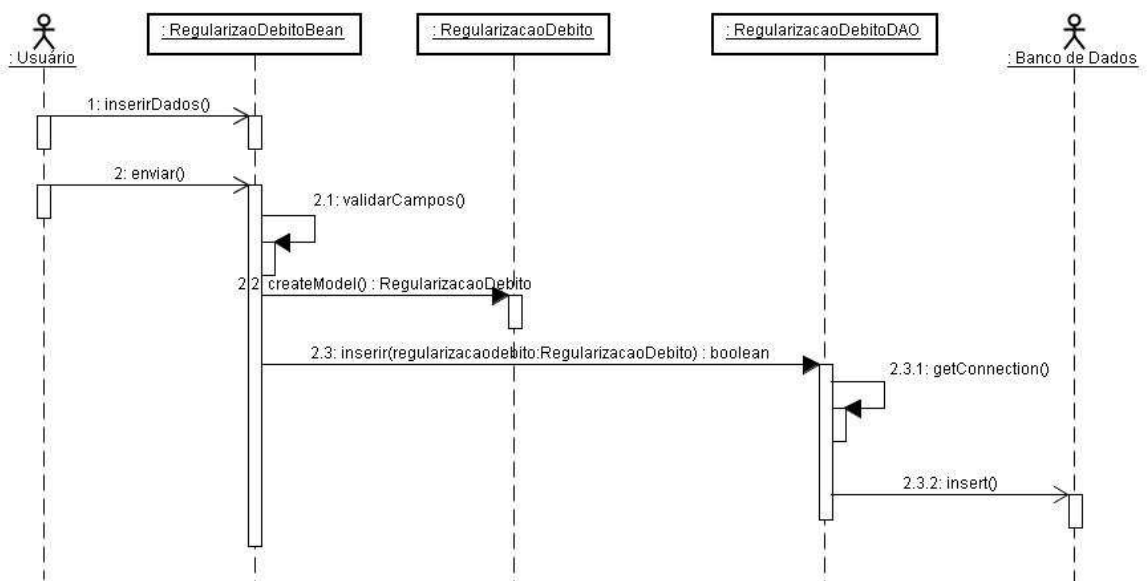 : Usuário
: RegularizaoDebitoBean
: RegularizacaoDebito
: RegularizacaoDebitoDAO
: Banco de Dados
1: inserirDados()
2: enviar()
2.1: validarCampos()
2.2: createModel() : RegularizacaoDebito
2.3: inserir(regularizacaodebito:RegularizacaoDebito) : boolean
2.3.1: getConnection()
2.3.2: insert()